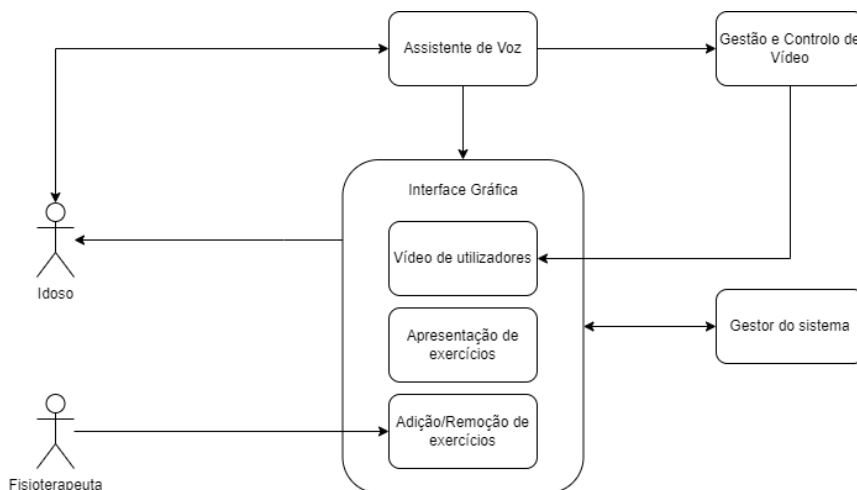 Assistente de Voz
Gestão e Controlo de
Vídeo
Interface Gráfica
Vídeo de utilizadores
Idoso
Apresentação de
exercícios
Gestor do sistema
Adição/Remoção de
exercícios
Fisioterapeuta